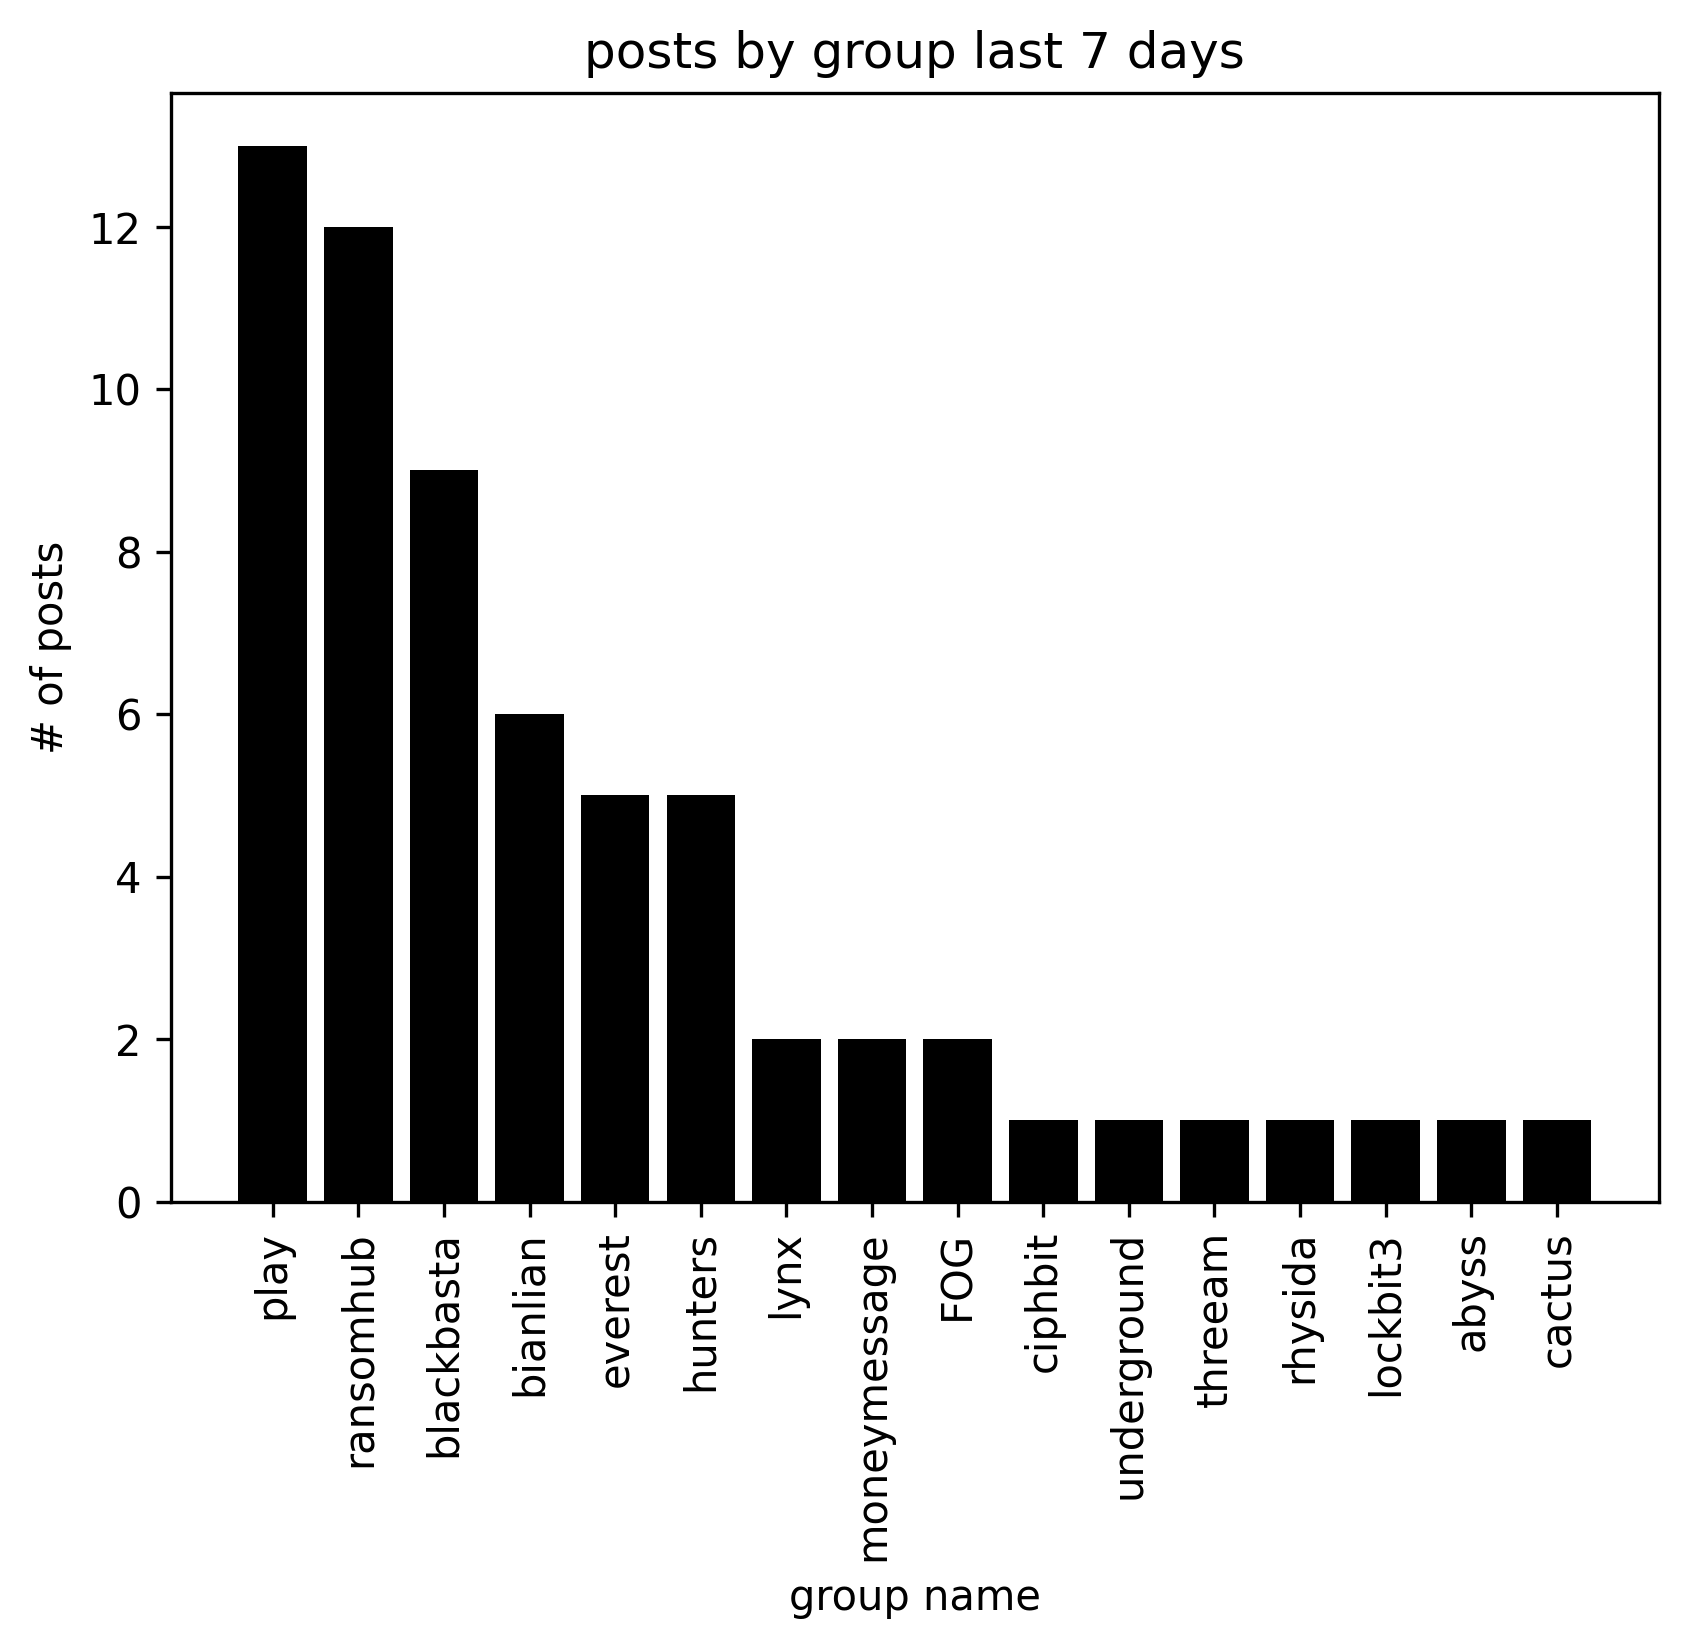 posts by group last 7 days
# of posts
12
10
8
6
4
2
0
play
ransomhub
blackbasta
bianlian
everest
hunters
lynx
moneymessage
FOG
ciphbit
underground
threeam
rhysida
lockbit3
abyss
cactus
group name